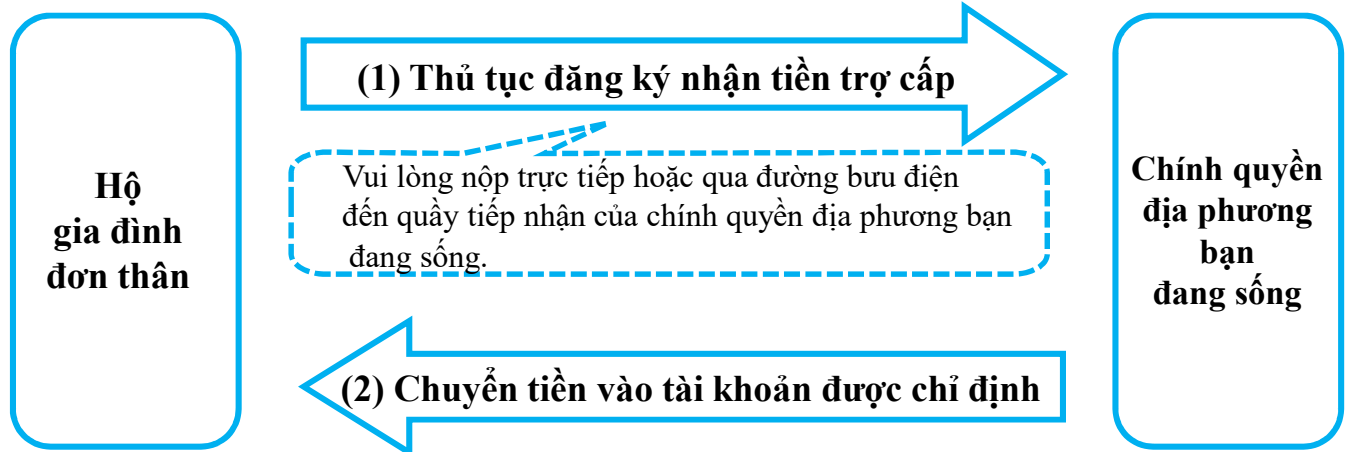 Hộ
gia đình
đơn thân
(1) Thủ tục đăng ký nhận tiền trợ cấp
Vui lòng nộp trực tiếp hoặc qua đường bưu điện
đến quầy tiếp nhận của chính quyền địa phương bạn
đang sống.
(2) Chuyển tiền vào tài khoản được chỉ định
Chính quyền
địa phương
bạn
đang sống